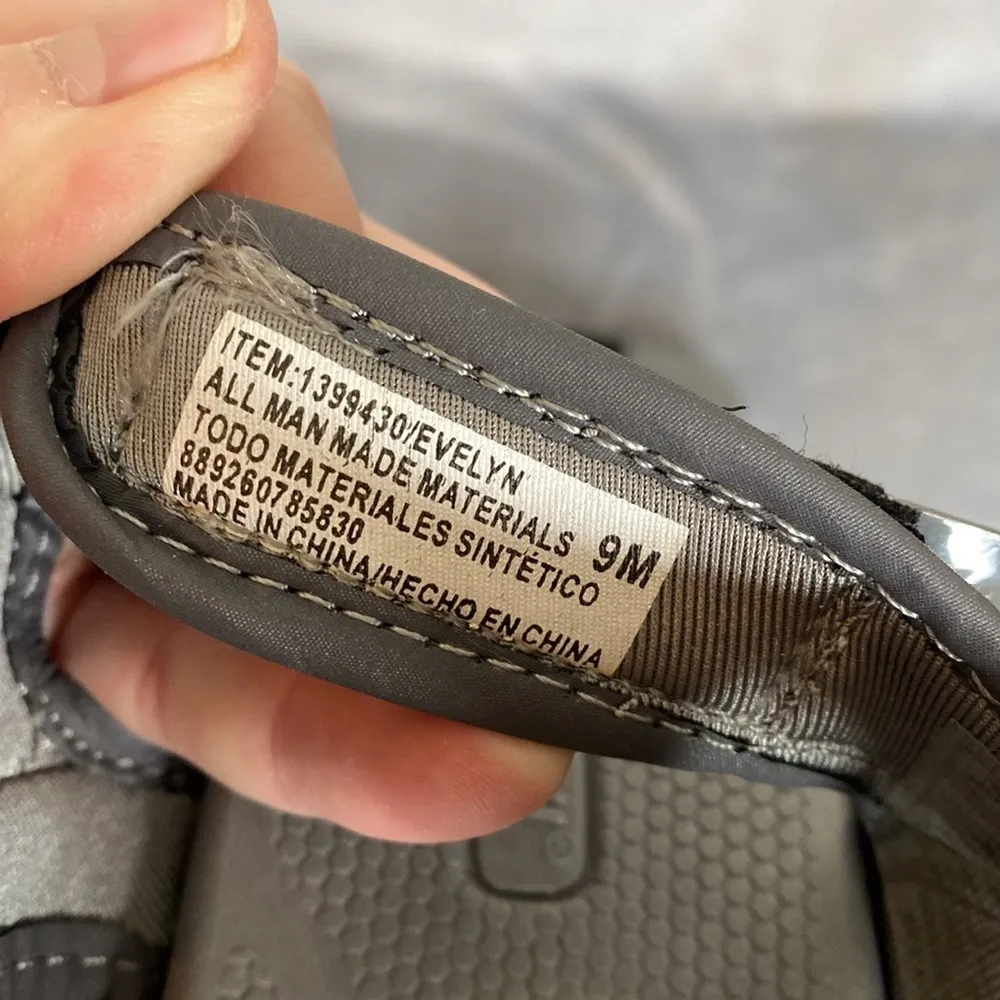 ITEM:1399430/EVELYN
ALL MAN MADE MATERIALS
TODO MATERIALES SINTÉTICO
889260785830
MADE IN CHINA/HECHO EN CHINA
9M